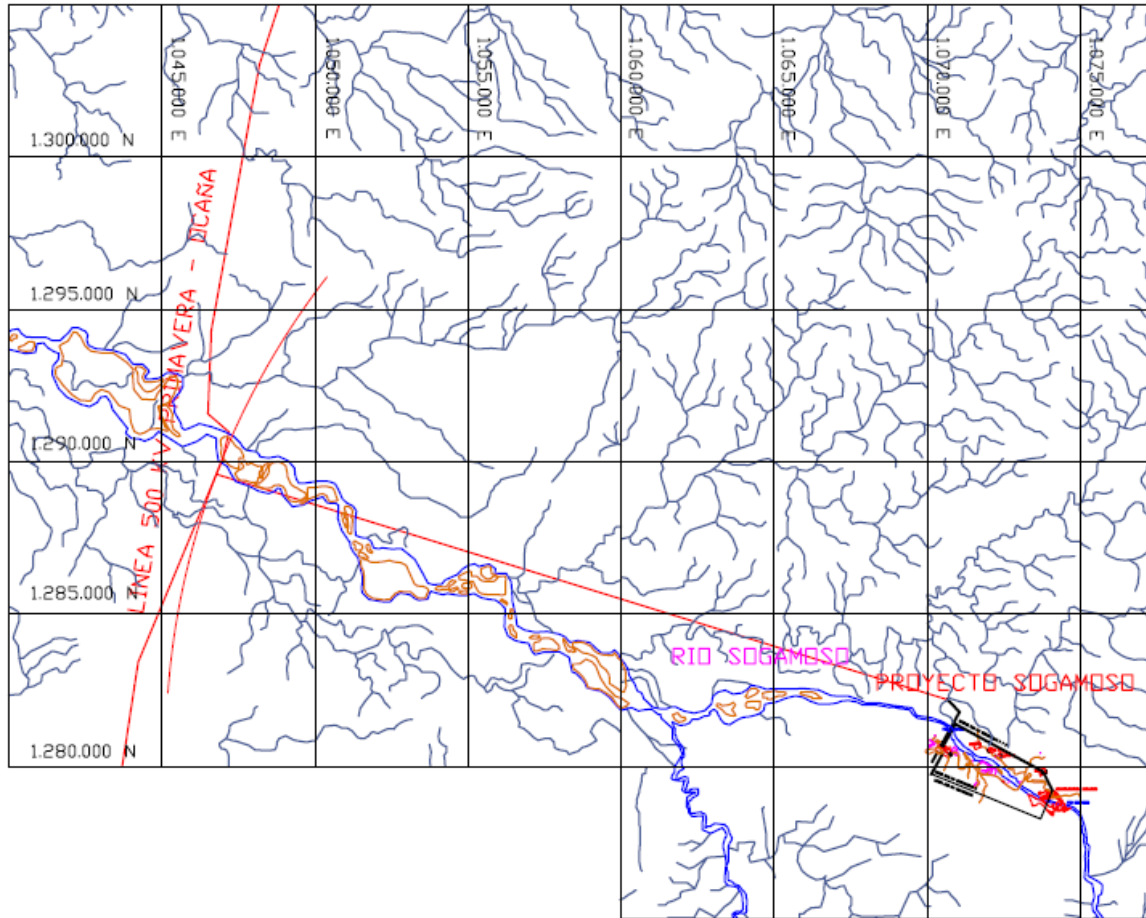 1.045.000 E
1.050.000 E
1.055.000 E
1.060.000 E
1.065.000 E
1.070.000 E
1.075.000 E
1.300.000 N
1.295.000 N
1.290.000 N
1.285.000 N
1.280.000 N
LINEA 500 KV PRIMAVERA - OCAÑA
RIO SOGAMOSO
PROYECTO SOGAMOSO